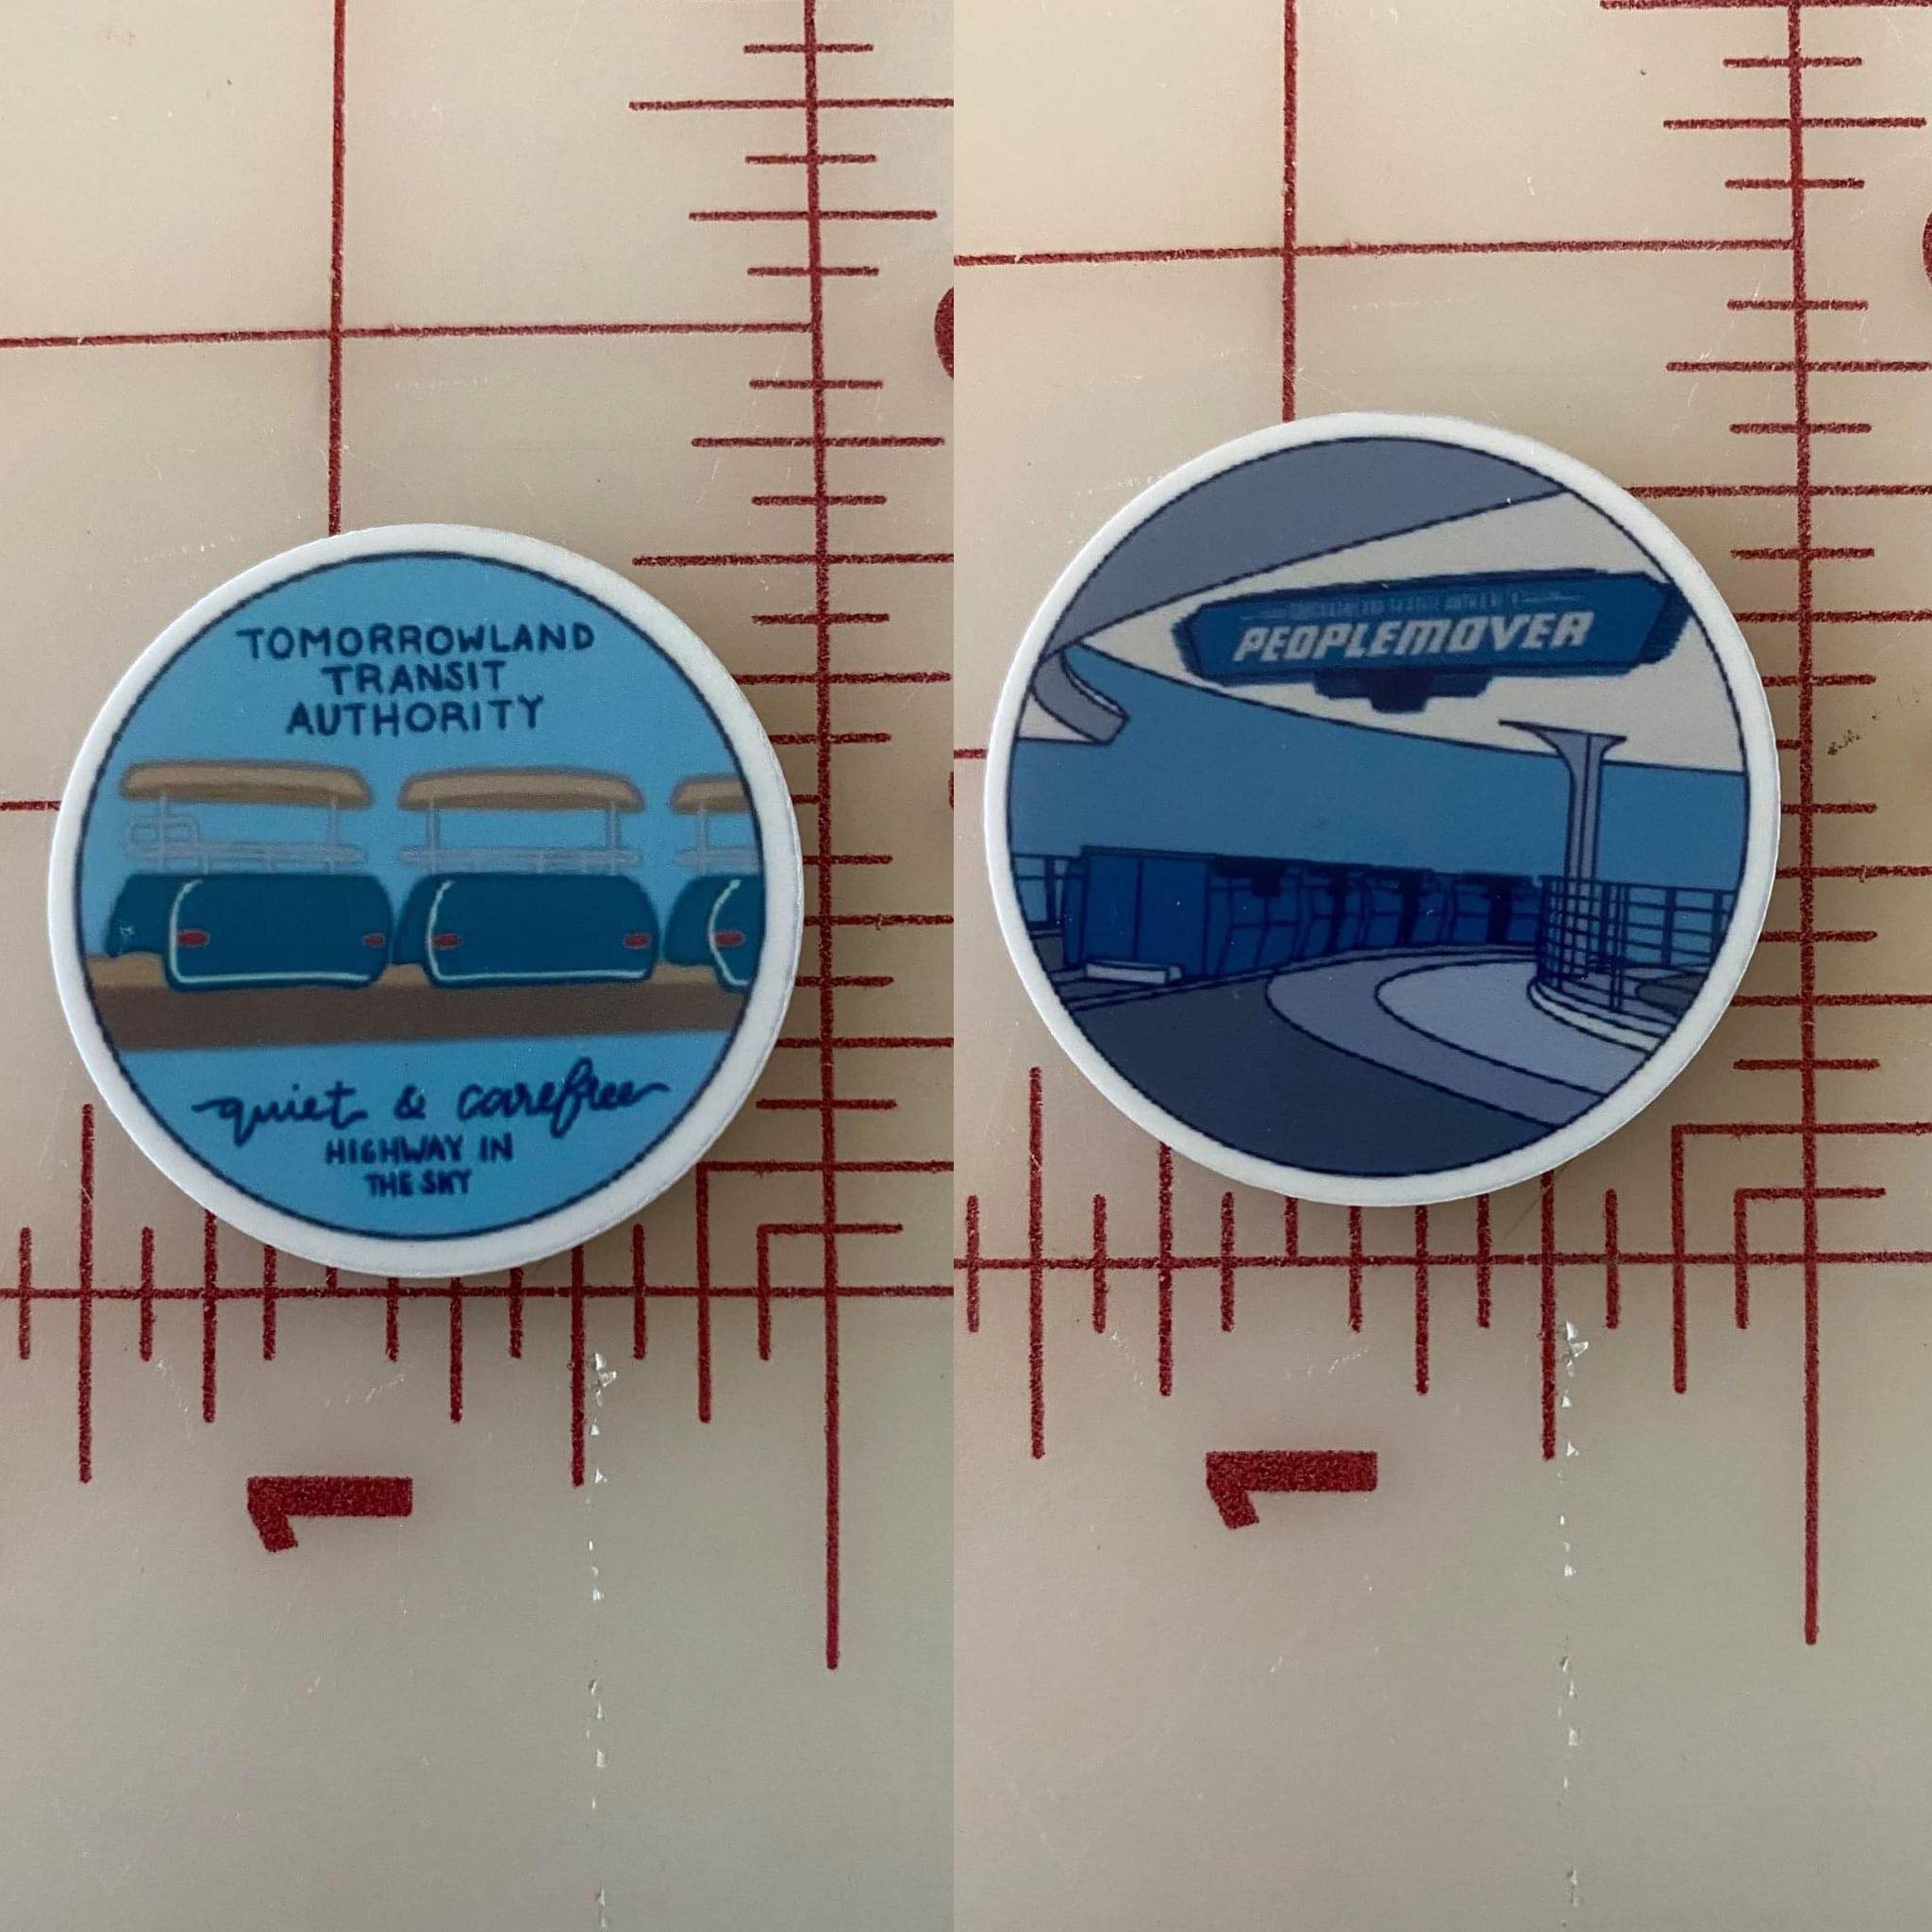 TOMORROWLAND
TRANSIT
AUTHORITY
quiet & carefree
HIGHWAY IN
THE SKY
1
PEOPLEMOVER
1